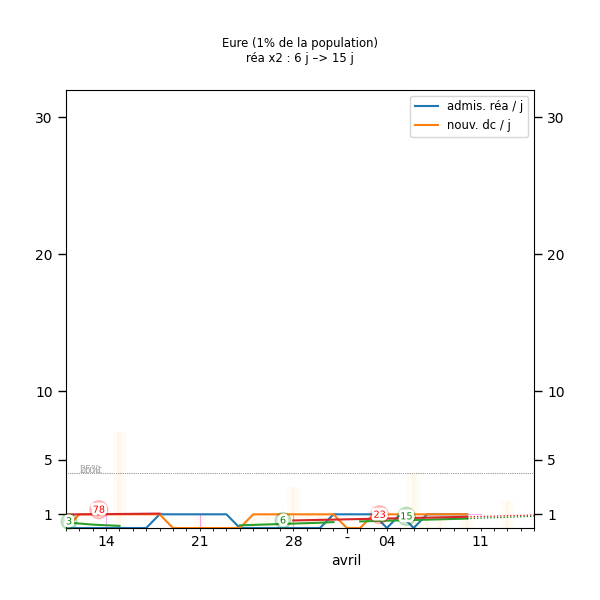 Eure (1% de la population)
réa x2 : 6 j –> 15 j
admis. réa / j
nouv. dc / j
30 30
20 20
10 10
5 5
1 1
78
3
6
23
15
14 21 28 - 04 11
avril